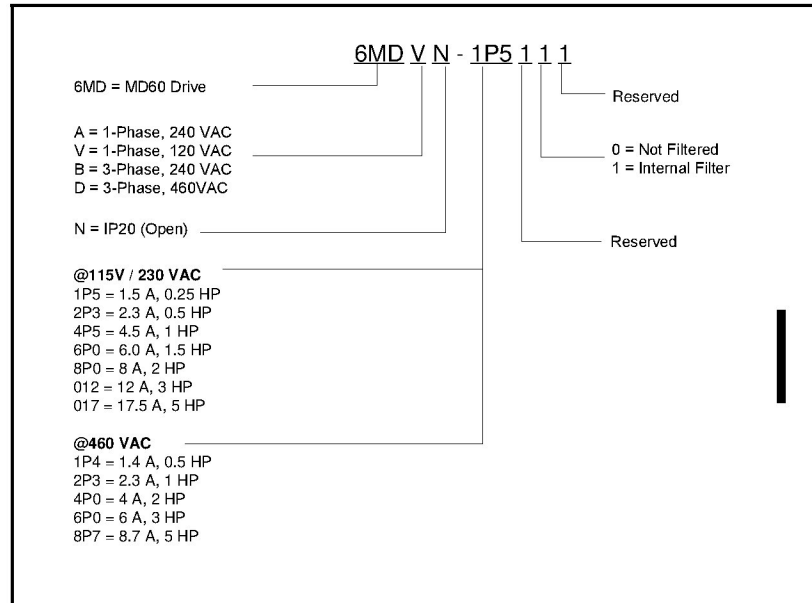 6MD V N - 1P5 1 1 1
6MD = MD60 Drive
Reserved
A = 1-Phase, 240 VAC
V = 1-Phase, 120 VAC
B = 3-Phase, 240 VAC
D = 3-Phase, 460VAC
0 = Not Filtered
1 = Internal Filter
N = IP20 (Open)
Reserved
@115V / 230 VAC
1P5 = 1.5 A, 0.25 HP
2P3 = 2.3 A, 0.5 HP
4P5 = 4.5 A, 1 HP
6P0 = 6.0 A, 1.5 HP
8P0 = 8 A, 2 HP
012 = 12 A, 3 HP
017 = 17.5 A, 5 HP
@460 VAC
1P4 = 1.4 A, 0.5 HP
2P3 = 2.3 A, 1 HP
4P0 = 4 A, 2 HP
6P0 = 6 A, 3 HP
8P7 = 8.7 A, 5 HP